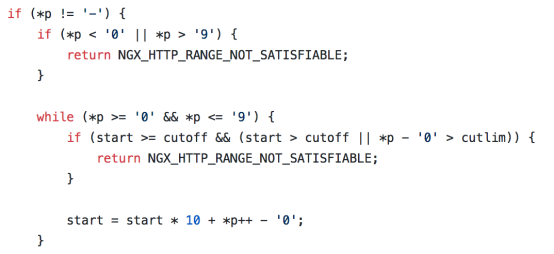 if (*p != '-') {
    if (*p < '0' || *p > '9') {
        return NGX_HTTP_RANGE_NOT_SATISFIABLE;
    }

    while (*p >= '0' && *p <= '9') {
        if (start >= cutoff && (start > cutoff || *p - '0' > cutlim)) {
            return NGX_HTTP_RANGE_NOT_SATISFIABLE;
        }

        start = start * 10 + *p++ - '0';
    }